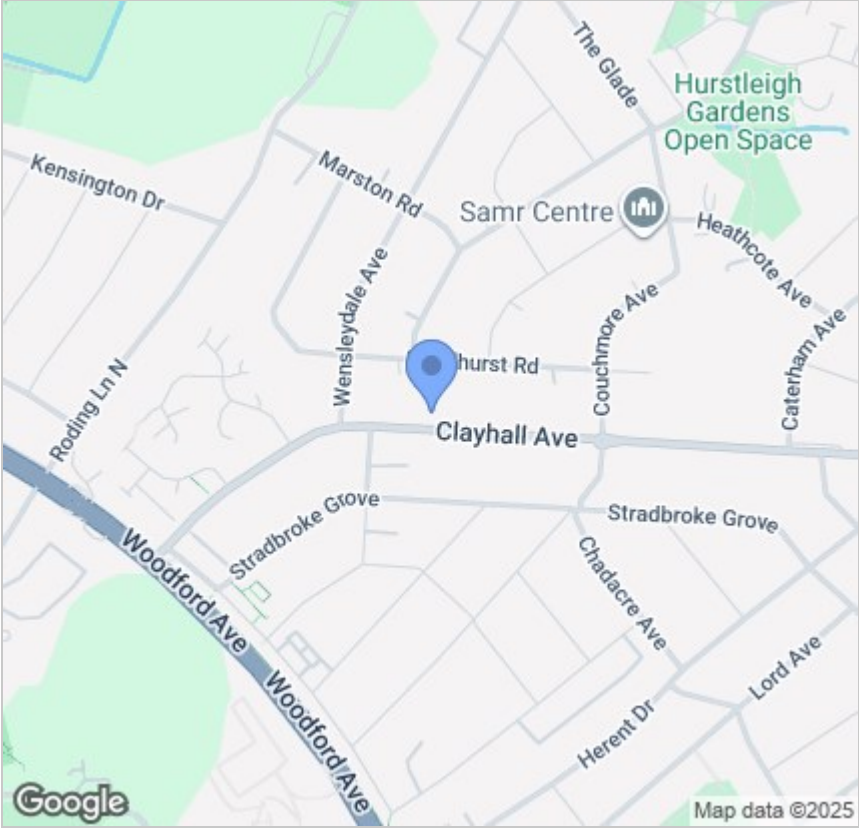 The Glade
Hurstleigh
Gardens
Open Space
Kensington Dr
Marston Rd
Samr Centre
Heathcote Ave
Wensleydale Ave
Couchmore Ave
Caterham Ave
hurst Rd
Roding Ln N
Clayhall Ave
Stradbroke Grove
Stradbroke Grove
Woodford Ave
Chadacre Ave
Woodford Ave
Lord Ave
Herent Dr
Google
Map data ©2025